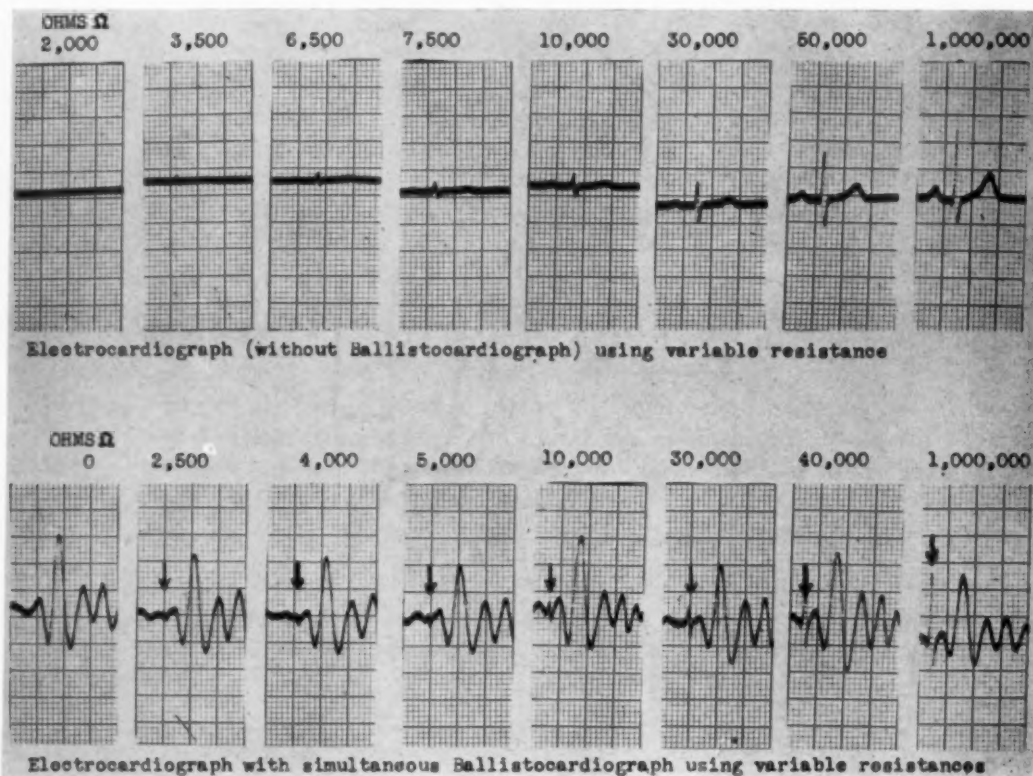 OHMS Ω
2,000 3,500 6,500 7,500 10,000 30,000 60,000 1,000,000
Electrocardiograph (without Ballistocardiograph) using variable resistance
OHMS Ω
0 2,500 4,000 5,000 10,000 30,000 40,000 1,000,000
Electrocardiograph with simultaneous Ballistocardiograph using variable resistances